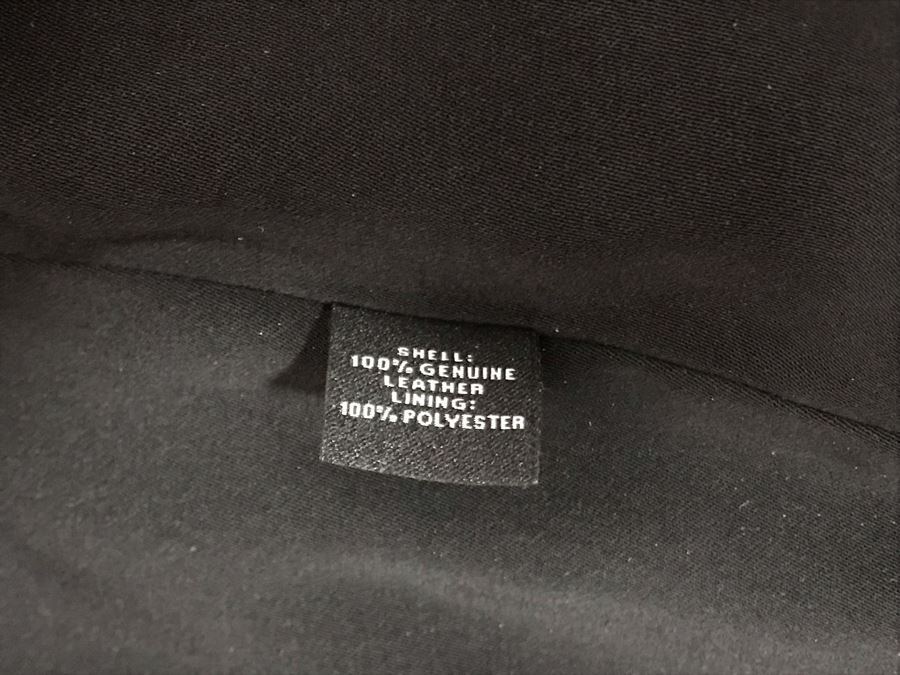 SHELL:
100% GENUINE
LEATHER
LINING:
100% POLYESTER